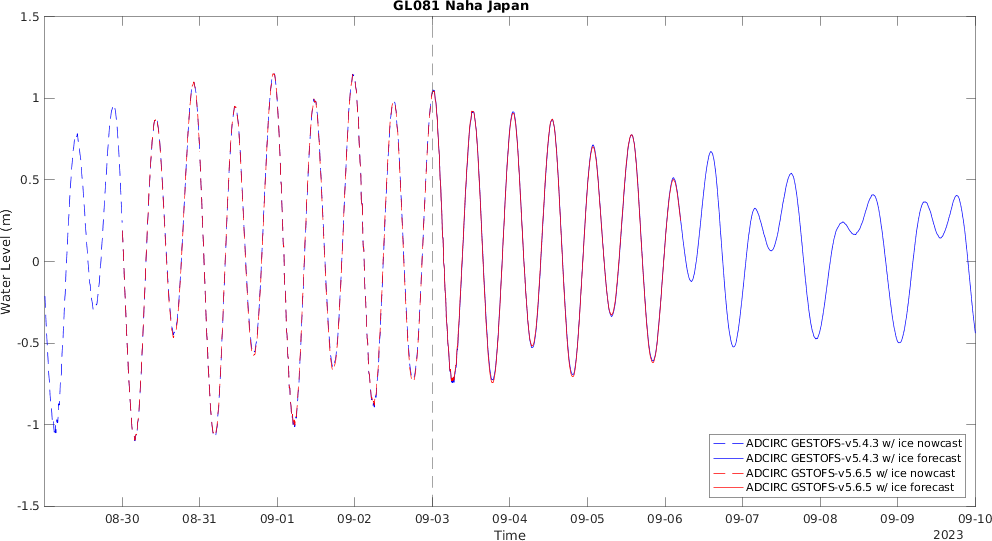 GL081 Naha Japan
1.5
1
0.5
0
-0.5
-1
-1.5
Water Level (m)
ADCIRC GESTOFS-v5.4.3 w/ ice nowcast
ADCIRC GESTOFS-v5.4.3 w/ ice forecast
ADCIRC GSTOFS-v5.6.5 w/ ice nowcast
ADCIRC GSTOFS-v5.6.5 w/ ice forecast
08-30 08-31 09-01 09-02 09-03 09-04 09-05 09-06 09-07 09-08 09-09 09-10
Time
2023